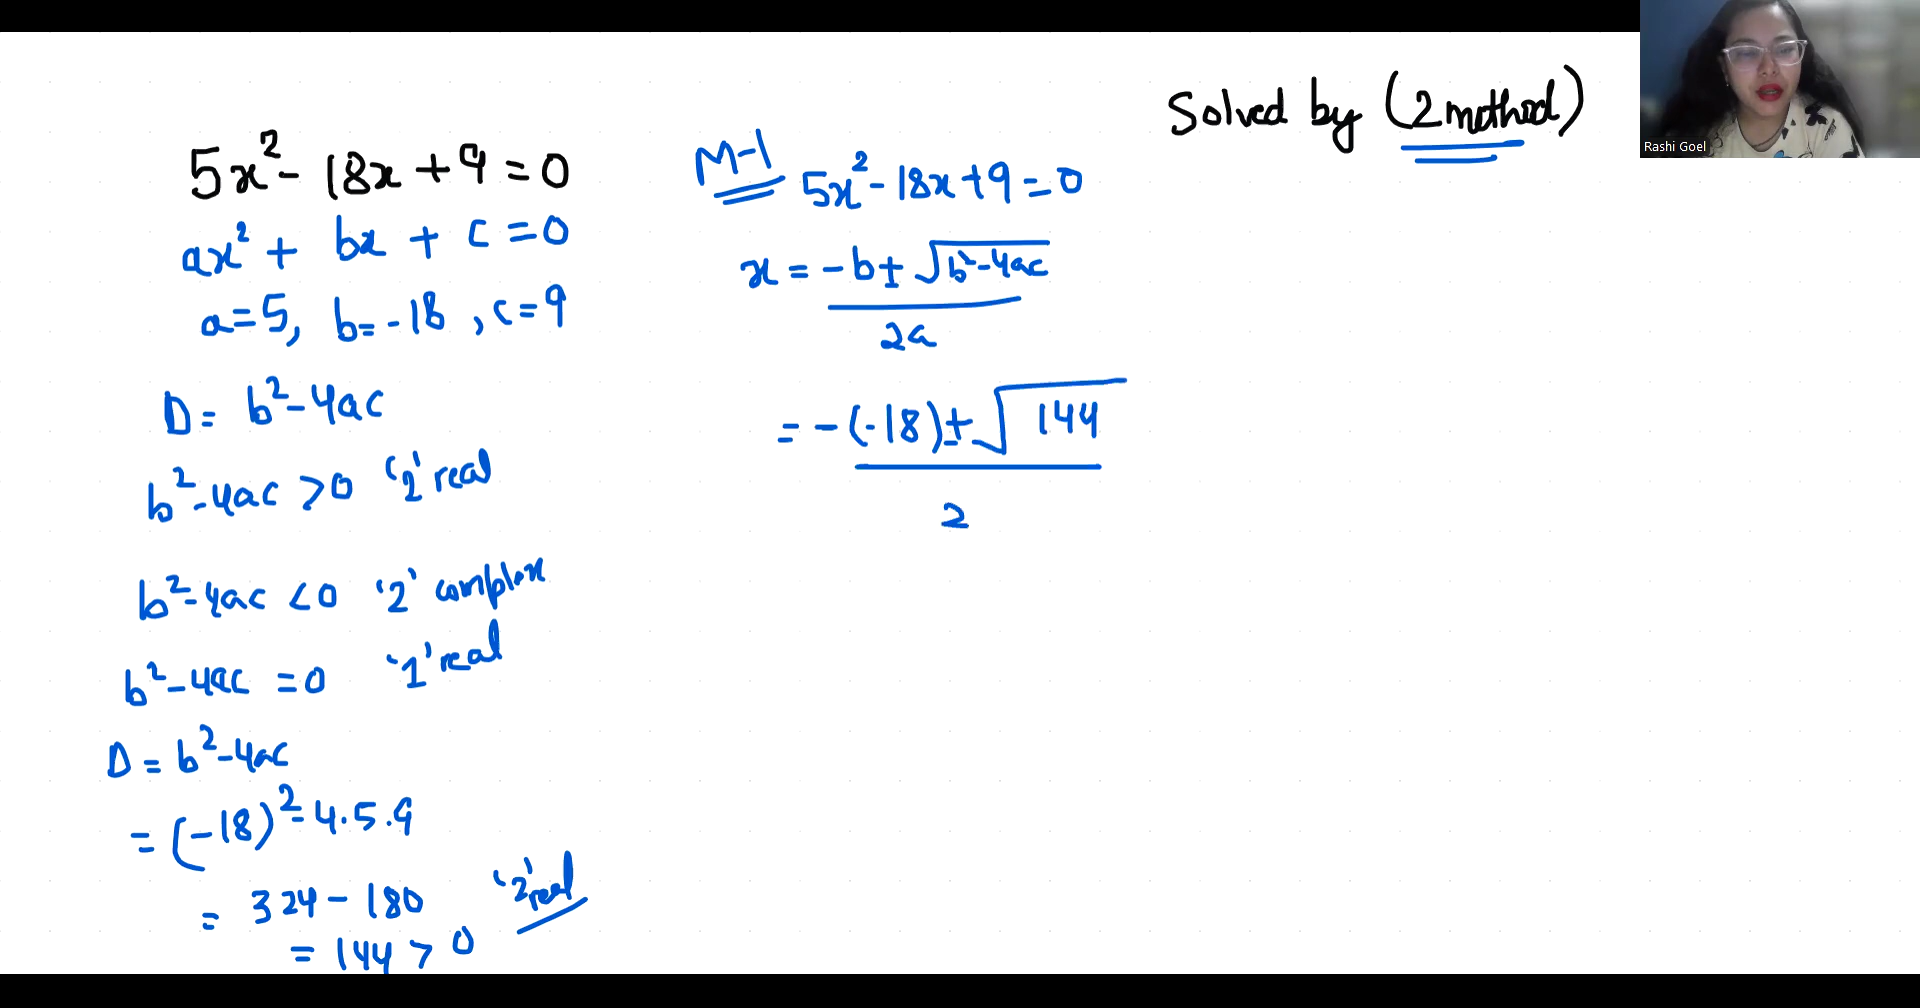 Solved by (2 method)
Rashi Goel
5x² - 18x + 9 = 0
ax² + bx + c = 0
a=5, b=-18, c=9
D = b²-4ac
b²-4ac >0 '2' real
b²-4ac <0 '2' complex
b²-4ac =0 '1' real
D = b²-4ac
= (-18)²-4.5.9
= 324 - 180 '2' real
= 144 > 0
M-1 5x²-18x+9=0
x = -b±√b²-4ac
2a
= -(-18)±√144
2